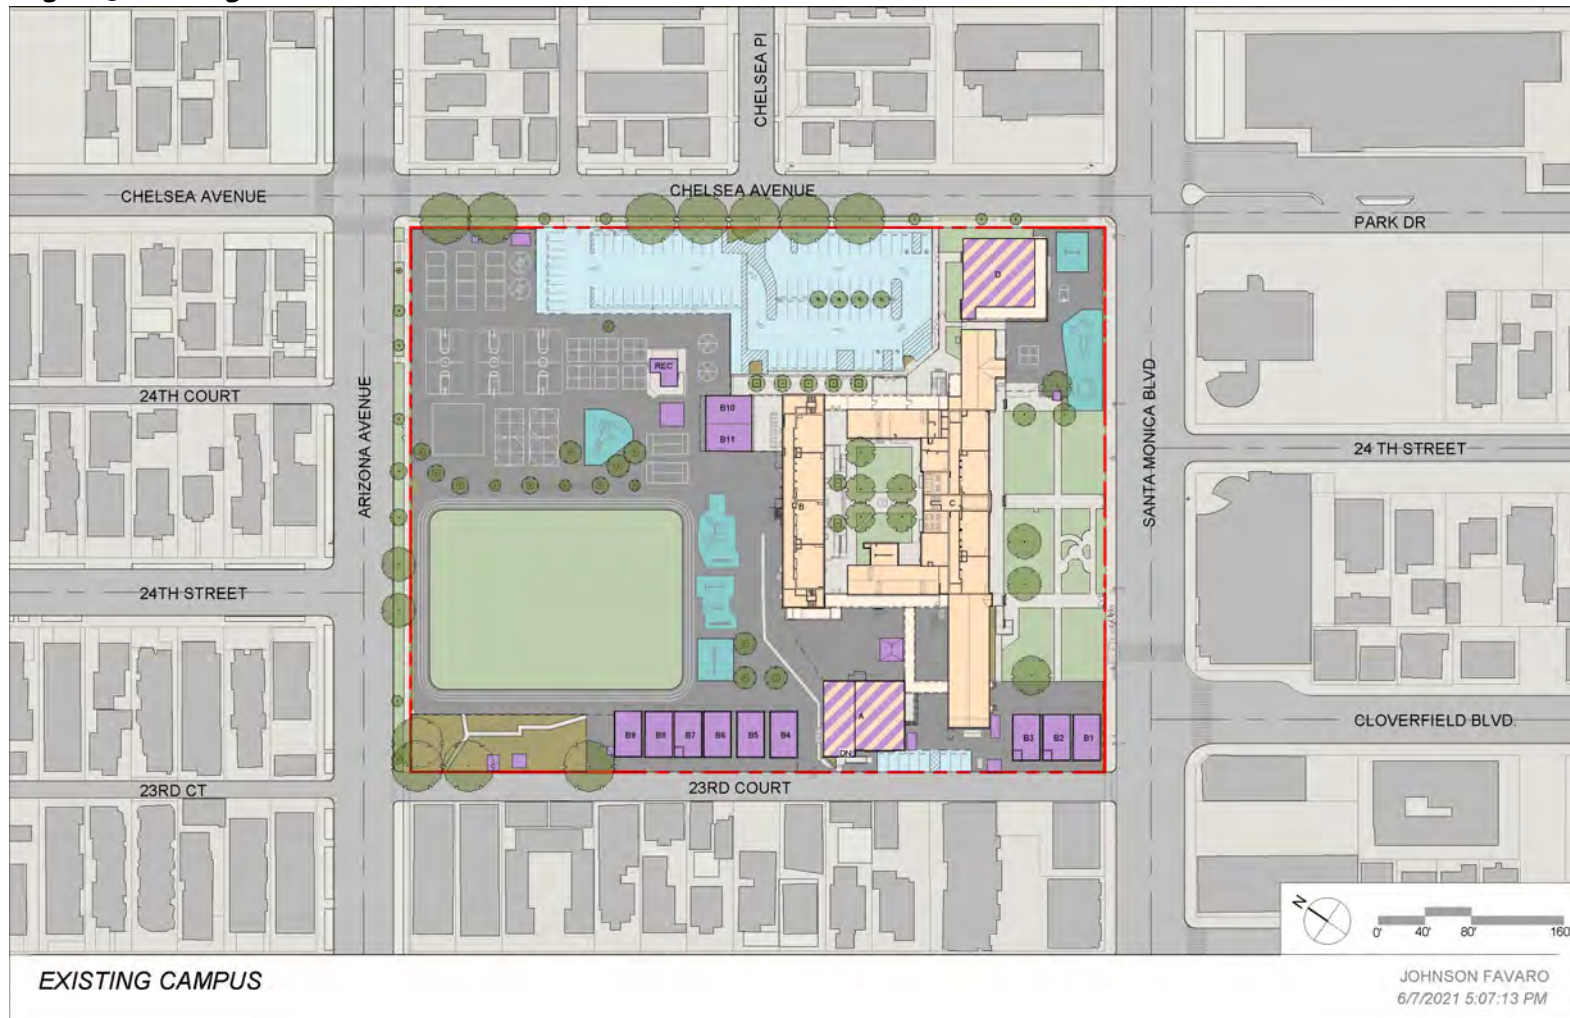 CHELSEA PL
CHELSEA AVENUE
CHELSEA AVENUE
PARK DR
D
REC
24TH COURT
B10
B11
24 TH STREET
ARIZONA AVENUE
SANTA MONICA BLVD
B
C
24TH STREET
A
CLOVERFIELD BLVD.
B9
B8
B7
B6
B5
B4
B3
B2
B1
DN
23RD CT
23RD COURT
N
0'
40'
80'
160
EXISTING CAMPUS
JOHNSON FAVARO
6/7/2021 5:07:13 PM